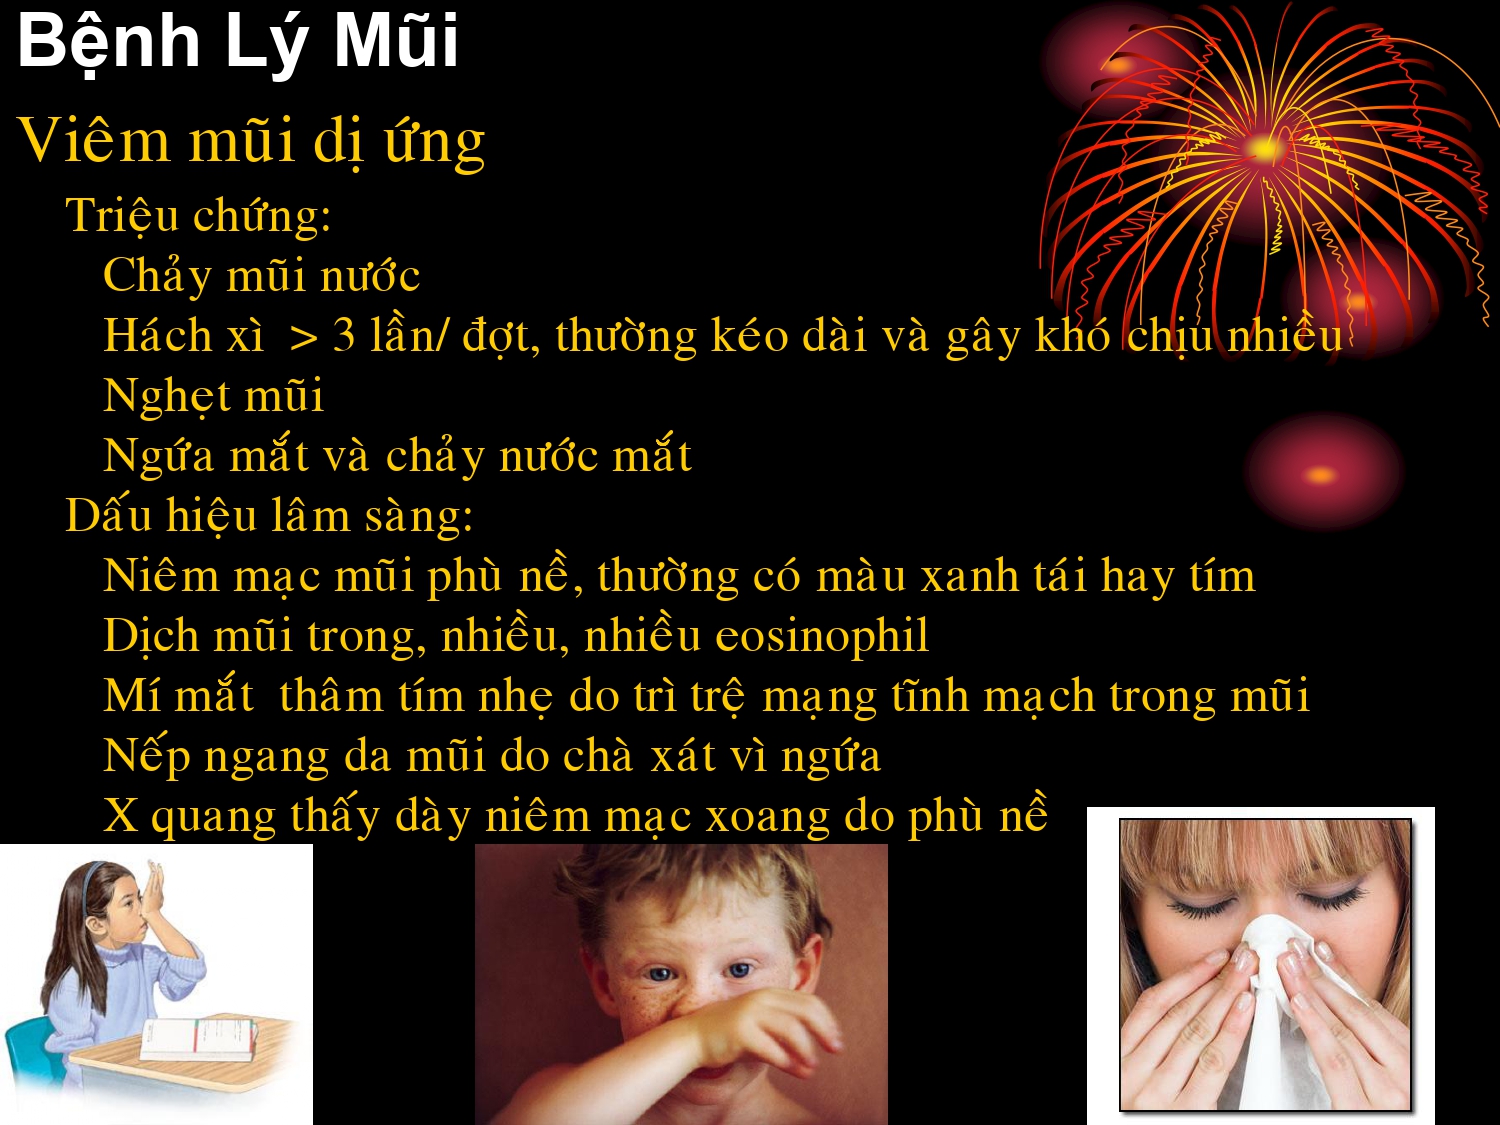 Bệnh Lý Mũi
Viêm mũi dị ứng
Triệu chứng:
Chảy mũi nước
Hách xì  > 3 lần/ đợt, thường kéo dài và gây khó chịu nhiều
Nghẹt mũi
Ngứa mắt và chảy nước mắt
Dấu hiệu lâm sàng:
Niêm mạc mũi phù nề, thường có màu xanh tái hay tím
Dịch mũi trong, nhiều, nhiều eosinophil
Mí mắt  thâm tím nhẹ do trì trệ mạng tĩnh mạch trong mũi
Nếp ngang da mũi do chà xát vì ngứa
X quang thấy dày niêm mạc xoang do phù nề